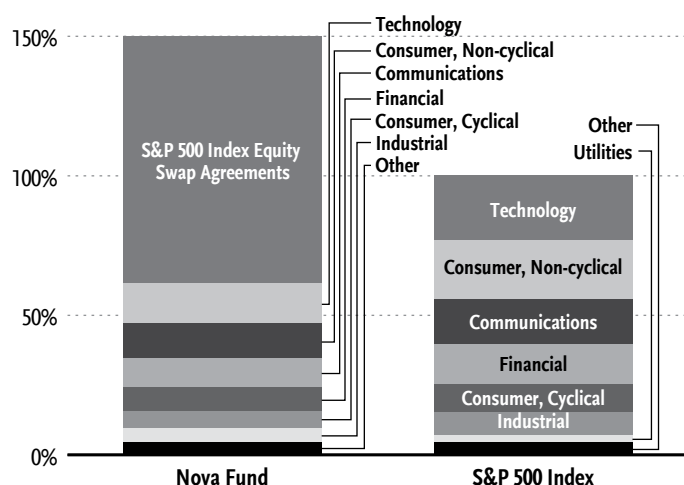 150%
100%
50%
0%
S&P 500 Index Equity
Swap Agreements
Technology
Consumer, Non-cyclical
Communications
Financial
Consumer, Cyclical
Industrial
Other
Other
Utilities
Technology
Consumer, Non-cyclical
Communications
Financial
Consumer, Cyclical
Industrial
Nova Fund
S&P 500 Index